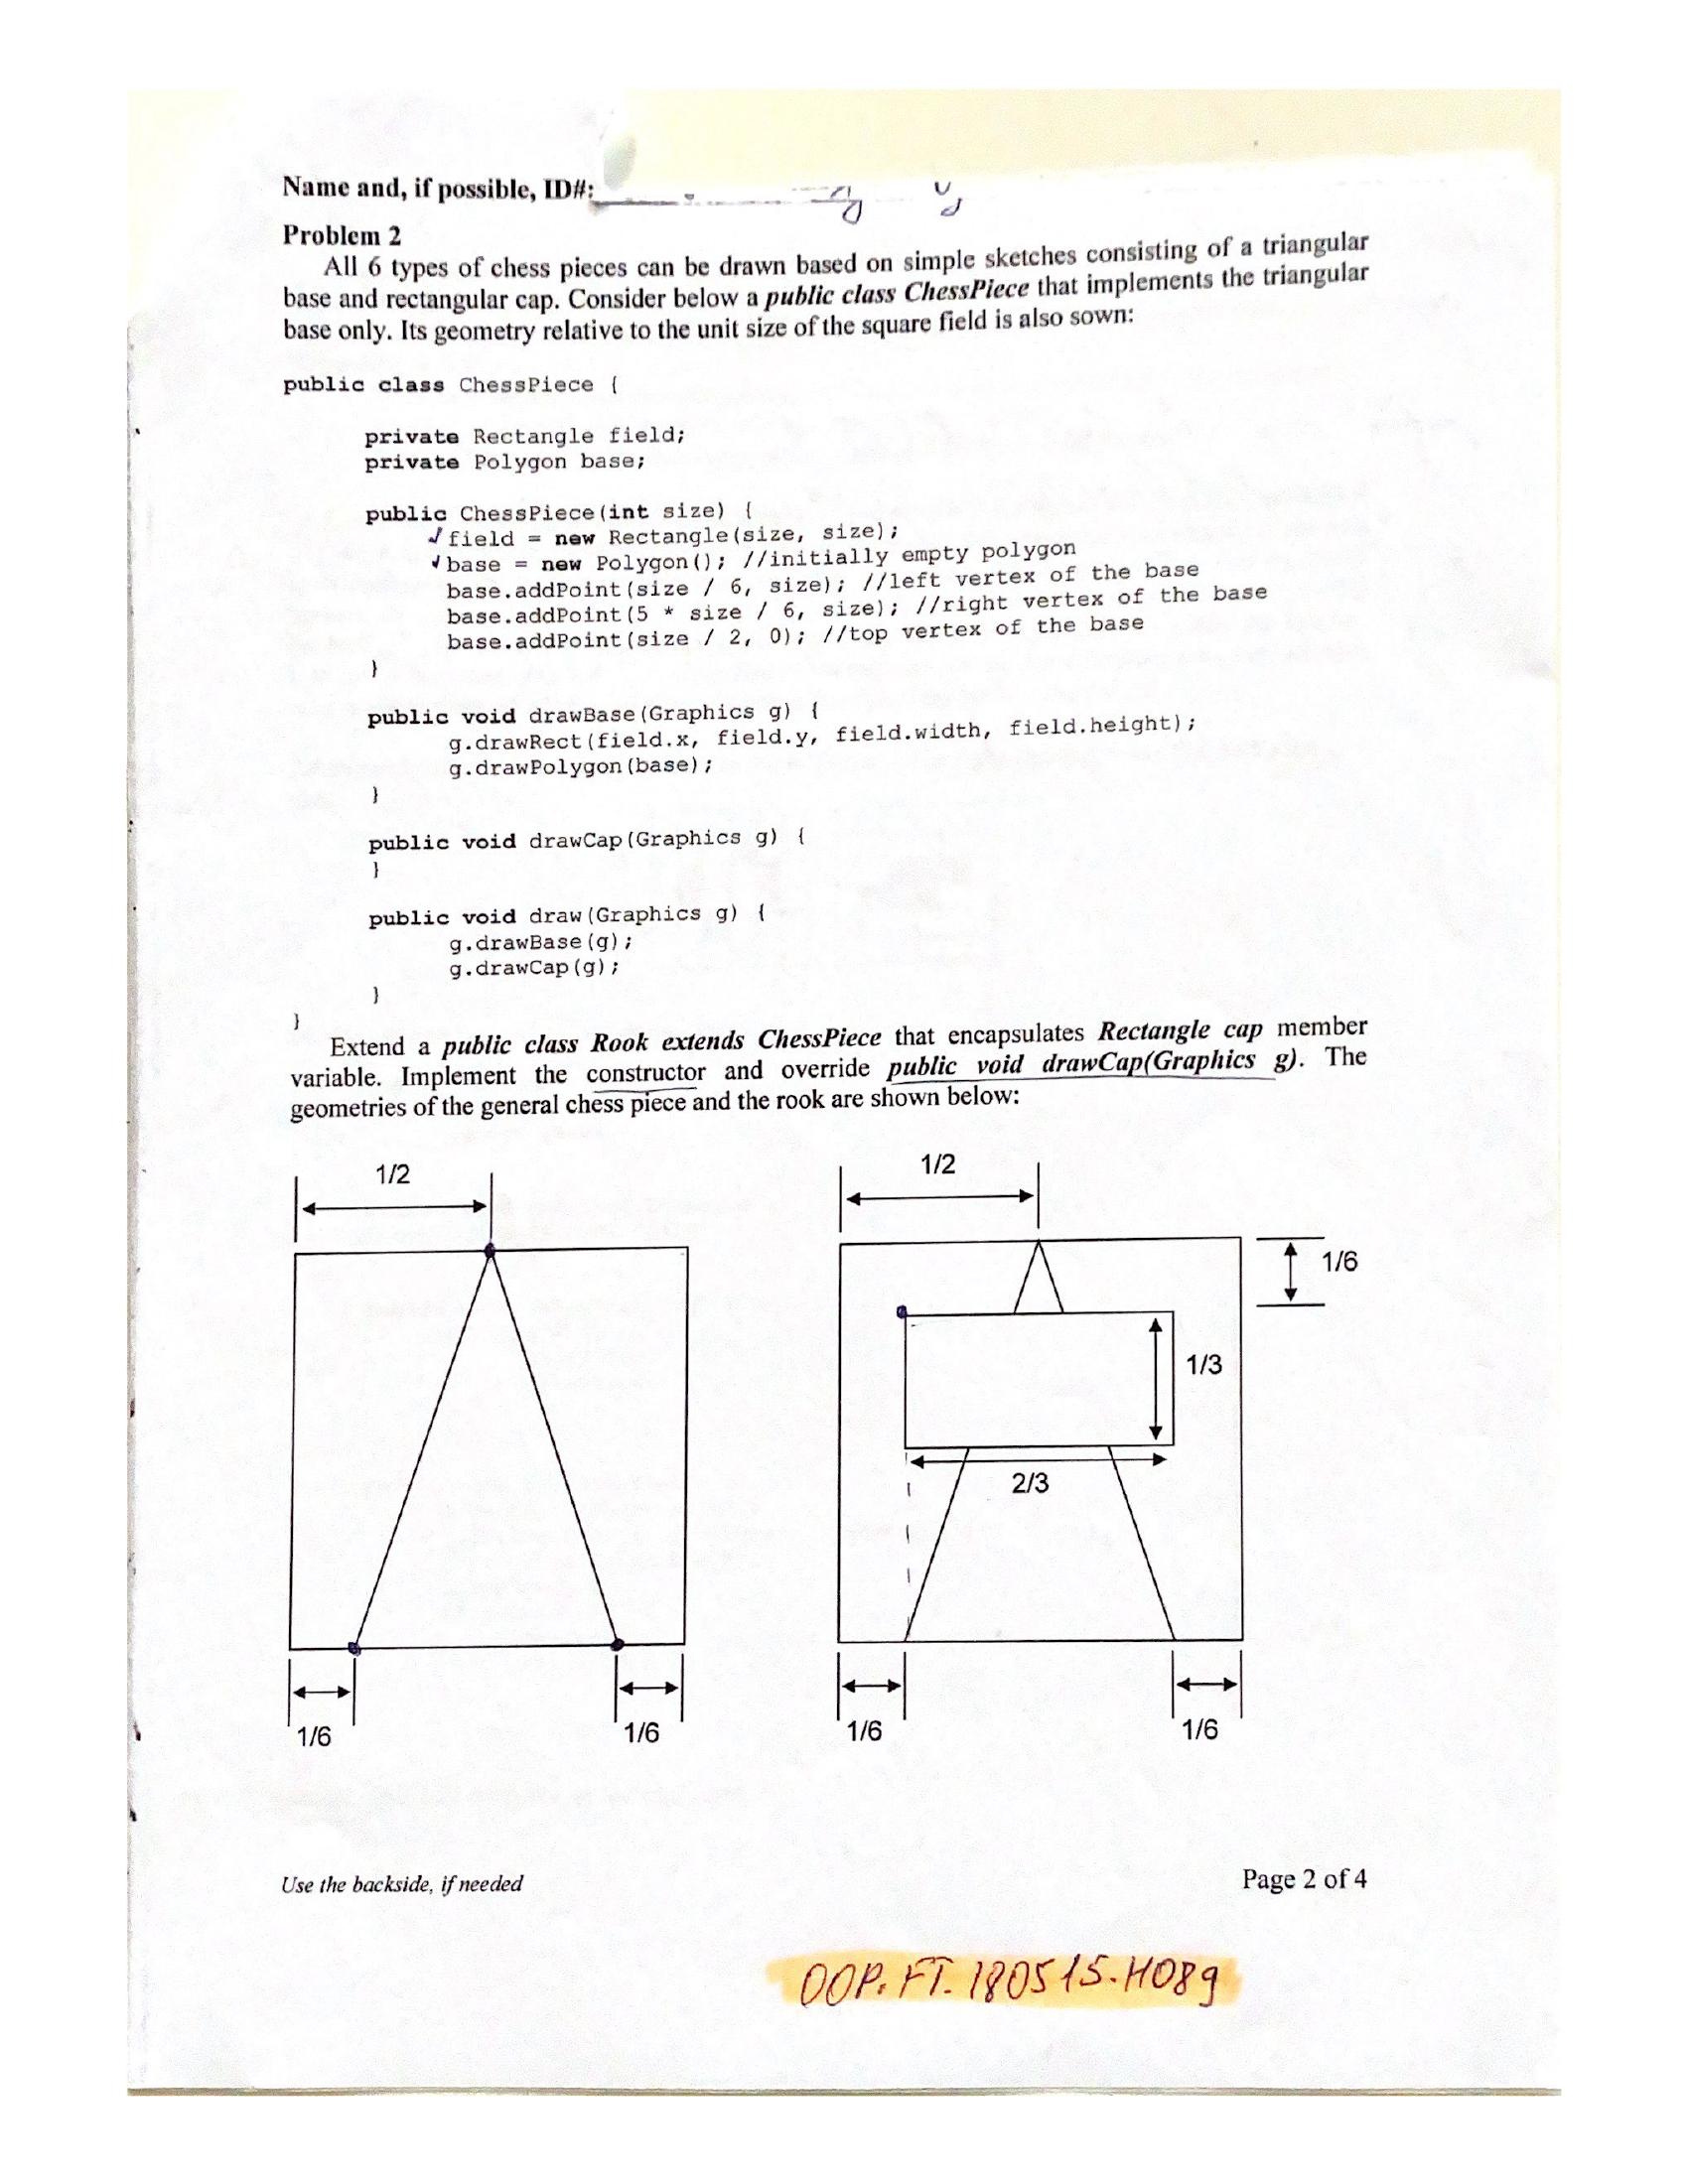 Name and, if possible, ID#:
Problem 2
All 6 types of chess pieces can be drawn based on simple sketches consisting of a triangular
base and rectangular cap. Consider below a public class ChessPiece that implements the triangular
base only. Its geometry relative to the unit size of the square field is also sown:
public class ChessPiece {
private Rectangle field;
private Polygon base;
public ChessPiece(int size) {
✓ field = new Rectangle(size, size);
✓ base = new Polygon(); //initially empty polygon
base.addPoint(size / 6, size); //left vertex of the base
base.addPoint(5 * size / 6, size); //right vertex of the base
base.addPoint(size / 2, 0); //top vertex of the base
}
public void drawBase(Graphics g) {
g.drawRect(field.x, field.y, field.width, field.height);
g.drawPolygon(base);
}
public void drawCap(Graphics g) {
}
public void draw(Graphics g) {
g.drawBase(g);
g.drawCap(g);
}
}
Extend a public class Rook extends ChessPiece that encapsulates Rectangle cap member
variable. Implement the constructor and override public void drawCap(Graphics g). The
geometries of the general chess piece and the rook are shown below:
1/2
1/2
1/6
1/3
2/3
1/6
1/6
1/6
1/6
Use the backside, if needed
Page 2 of 4
OOP.FT.180515.H089